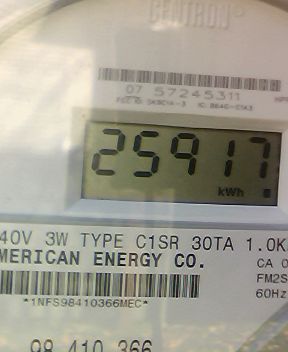 CENTRON®
07 57245311
25917
kWh
40V 3W TYPE C1SR 30TA 1.0K
MERICAN ENERGY CO.
CA 0
FM2S
60Hz
*1NFS98410366MEC*
98 410 366